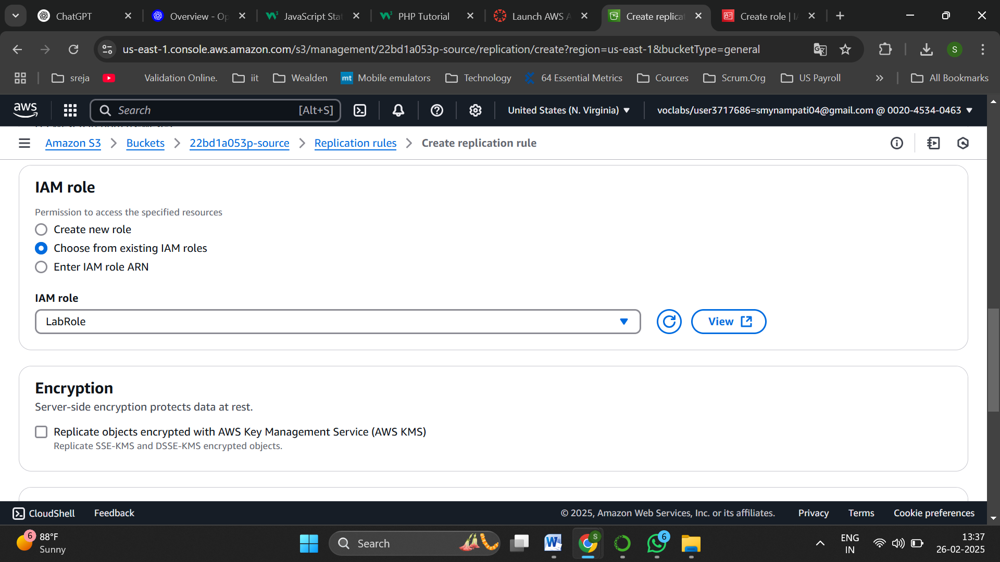 ChatGPT
Overview - Op
JavaScript Stat
PHP Tutorial
Launch AWS A
Create replicat
Create role | IA
us-east-1.console.aws.amazon.com/s3/management/22bd1a053p-source/replication/create?region=us-east-1&bucketType=general
S
sreja
Validation Online.
iit
Wealden
mt Mobile emulators
Technology
64 Essential Metrics
Cources
Scrum.Org
US Payroll
All Bookmarks
aws
Search [Alt+S]
United States (N. Virginia)
voclabs/user3717686=smynampati04@gmail.com @ 0020-4534-0463
Amazon S3 > Buckets > 22bd1a053p-source > Replication rules > Create replication rule
IAM role
Permission to access the specified resources
Create new role
Choose from existing IAM roles
Enter IAM role ARN
IAM role
LabRole
View
Encryption
Server-side encryption protects data at rest.
Replicate objects encrypted with AWS Key Management Service (AWS KMS)
Replicate SSE-KMS and DSSE-KMS encrypted objects.
CloudShell
Feedback
© 2025, Amazon Web Services, Inc. or its affiliates.
Privacy
Terms
Cookie preferences
6
88°F
Sunny
Search
W
S
6
ENG
IN
13:37
26-02-2025